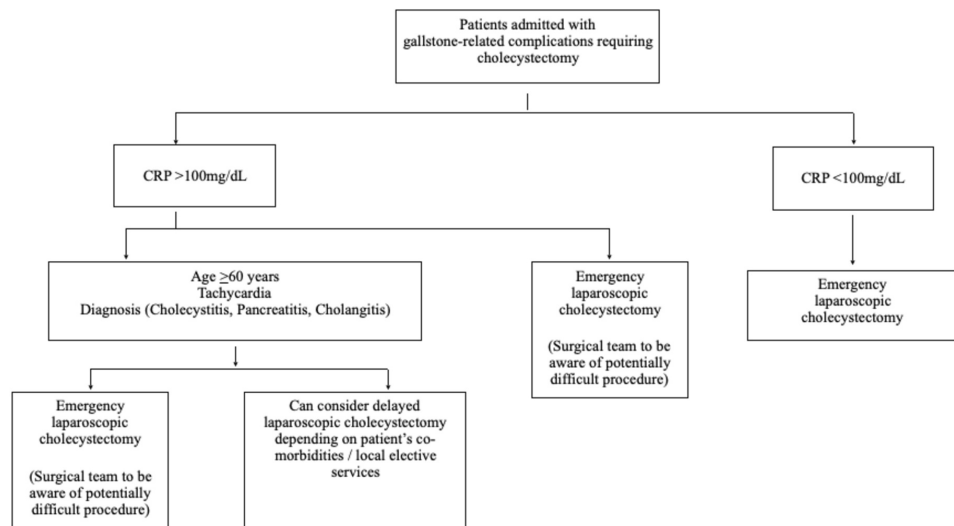 Patients admitted with
gallstone-related complications requiring
cholecystectomy
CRP >100mg/dL
CRP <100mg/dL
Age ≥60 years
Tachycardia
Diagnosis (Cholecystitis, Pancreatitis, Cholangitis)
Emergency
laparoscopic
cholecystectomy
(Surgical team to be
aware of potentially
difficult procedure)
Emergency
laparoscopic
cholecystectomy
Emergency
laparoscopic
cholecystectomy
(Surgical team to be
aware of potentially
difficult procedure)
Can consider delayed
laparoscopic cholecystectomy
depending on patient's co-
morbidities / local elective
services